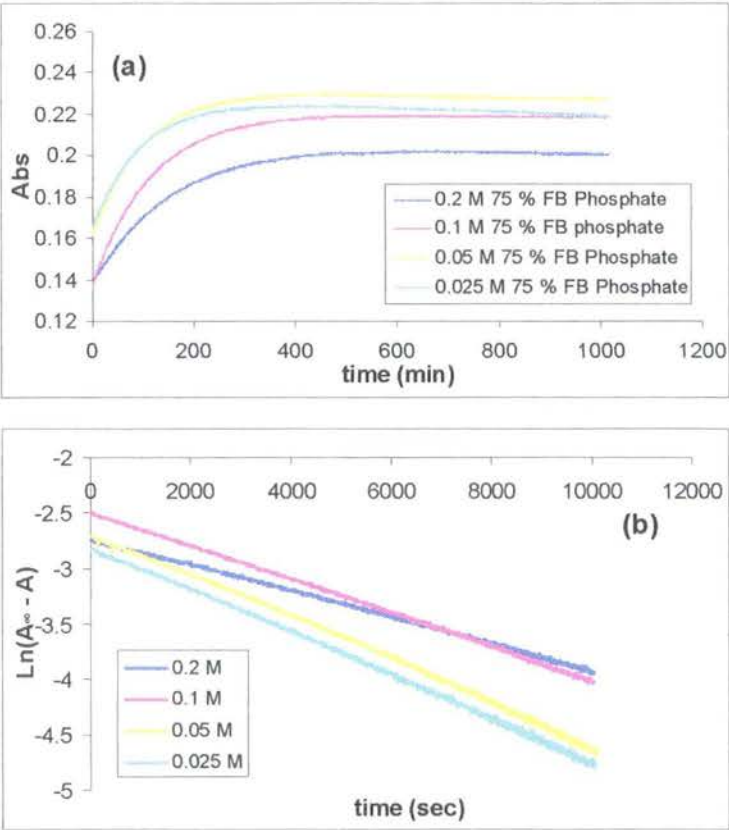 (a)
Abs
0.26
0.24
0.22
0.2
0.18
0.16
0.14
0.12
0.2 M 75 % FB Phosphate
0.1 M 75 % FB phosphate
0.05 M 75 % FB Phosphate
0.025 M 75 % FB Phosphate
0 200 400 600 800 1000 1200
time (min)
(b)
Ln(A∞ - A)
-2
0 2000 4000 6000 8000 10000 12000
-2.5
-3
-3.5
-4
-4.5
-5
0.2 M
0.1 M
0.05 M
0.025 M
time (sec)